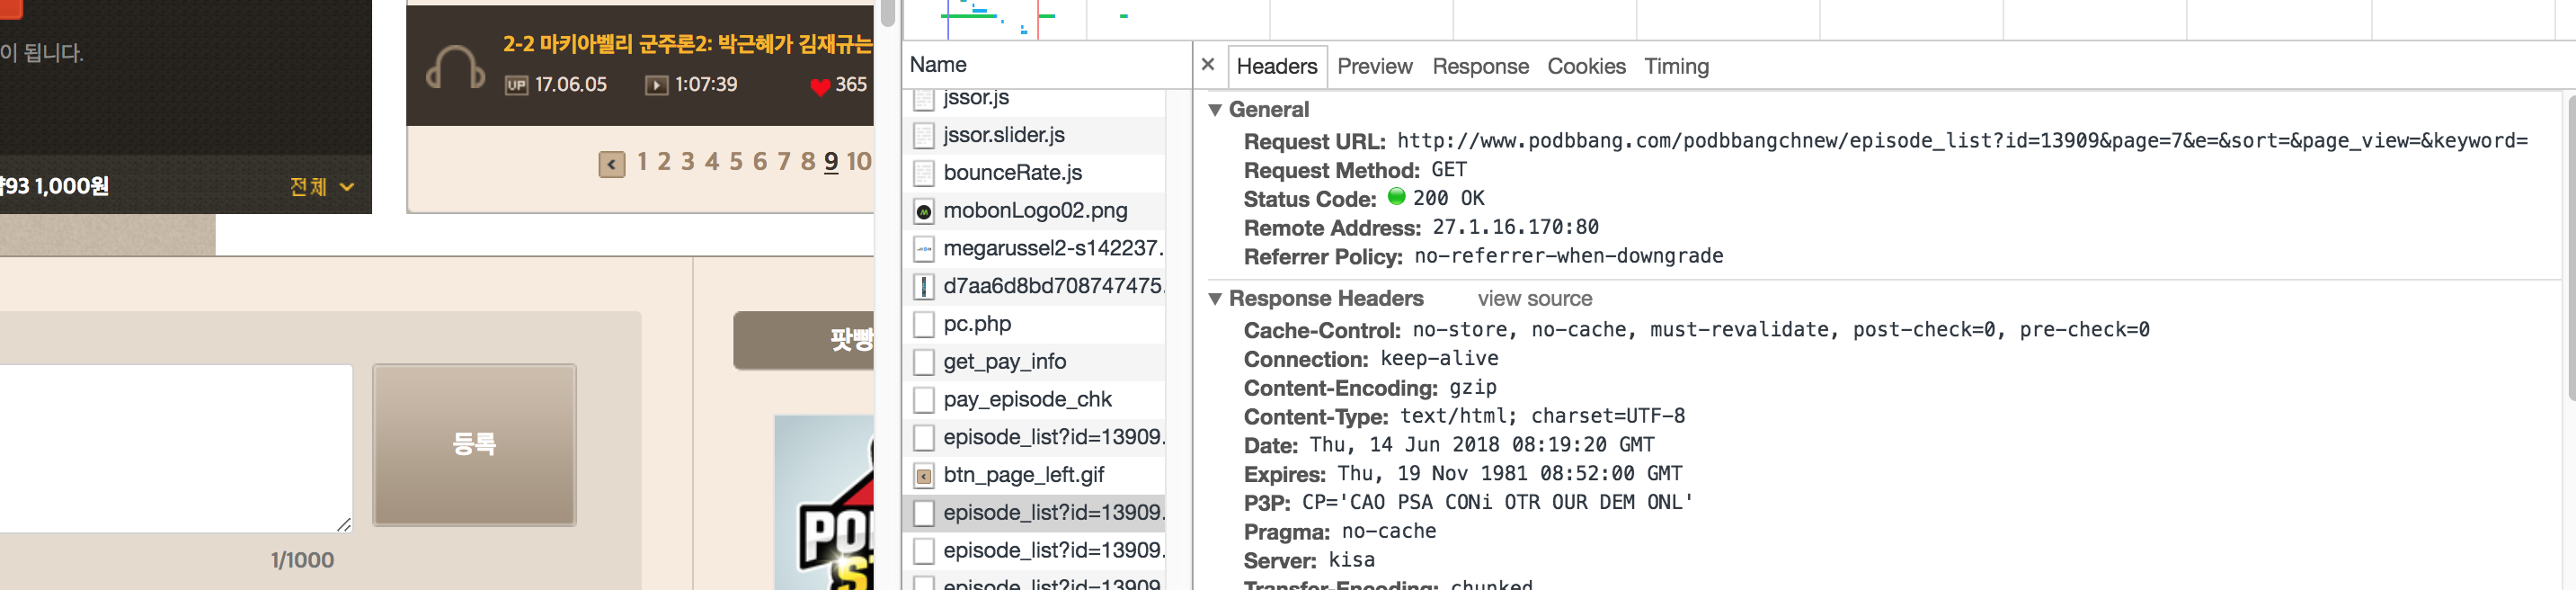 이 됩니다.
93 1,000원
전체
2-2 마키아벨리 군주론2: 박근혜가 김재규는
UP 17.06.05
1:07:39
365
1 2 3 4 5 6 7 8 9 10
등록
1/1000
팟빵
Name
jssor.js
jssor.slider.js
bounceRate.js
mobonLogo02.png
megarussel2-s142237.
d7aa6d8bd708747475.
pc.php
get_pay_info
pay_episode_chk
episode_list?id=13909.
btn_page_left.gif
episode_list?id=13909.
episode_list?id=13909.
episode_list?id=13909.
× Headers Preview Response Cookies Timing
▼ General
Request URL: http://www.podbbang.com/podbbangchnew/episode_list?id=13909&page=7&e=&sort=&page_view=&keyword=
Request Method: GET
Status Code: 200 OK
Remote Address: 27.1.16.170:80
Referrer Policy: no-referrer-when-downgrade
▼ Response Headers view source
Cache-Control: no-store, no-cache, must-revalidate, post-check=0, pre-check=0
Connection: keep-alive
Content-Encoding: gzip
Content-Type: text/html; charset=UTF-8
Date: Thu, 14 Jun 2018 08:19:20 GMT
Expires: Thu, 19 Nov 1981 08:52:00 GMT
P3P: CP='CAO PSA CONi OTR OUR DEM ONL'
Pragma: no-cache
Server: kisa
Transfer-Encoding: chunked